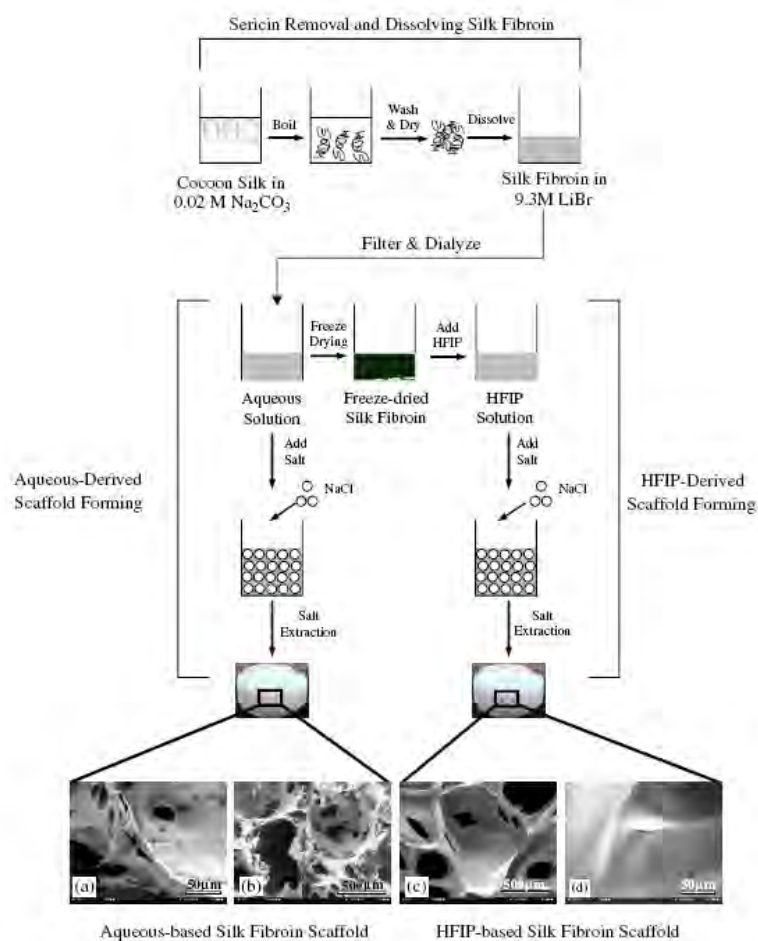 Sericin Removal and Dissolving Silk Fibroin
Boil
Wash
& Dry
Dissolve
Cocoon Silk in
0.02 M Na₂CO₃
Silk Fibroin in
9.3M LiBr
Filter & Dialyze
Freeze
Drying
Add
HFIP
Aqueous
Solution
Freeze-dried
Silk Fibroin
HFIP
Solution
Add
Salt
Add
Salt
Aqueous-Derived
Scaffold Forming
NaCl
NaCl
HFIP-Derived
Scaffold Forming
Salt
Extraction
Salt
Extraction
(a)
50μm
(b)
500μm
(c)
500μm
(d)
50μm
Aqueous-based Silk Fibroin Scaffold
HFIP-based Silk Fibroin Scaffold